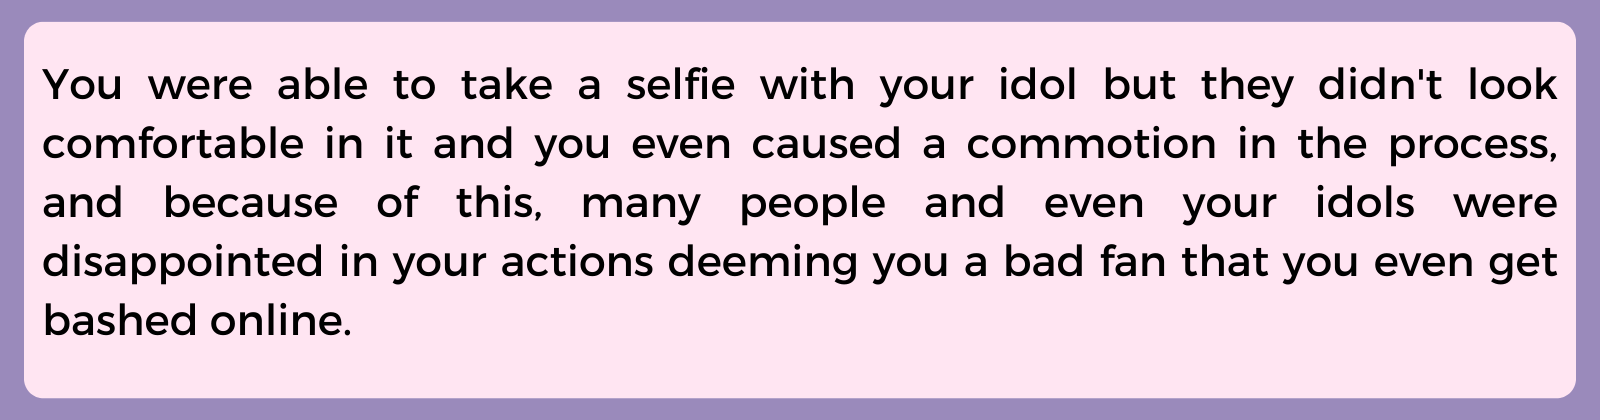 You were able to take a selfie with your idol but they didn't look
comfortable in it and you even caused a commotion in the process,
and because of this, many people and even your idols were
disappointed in your actions deeming you a bad fan that you even get
bashed online.